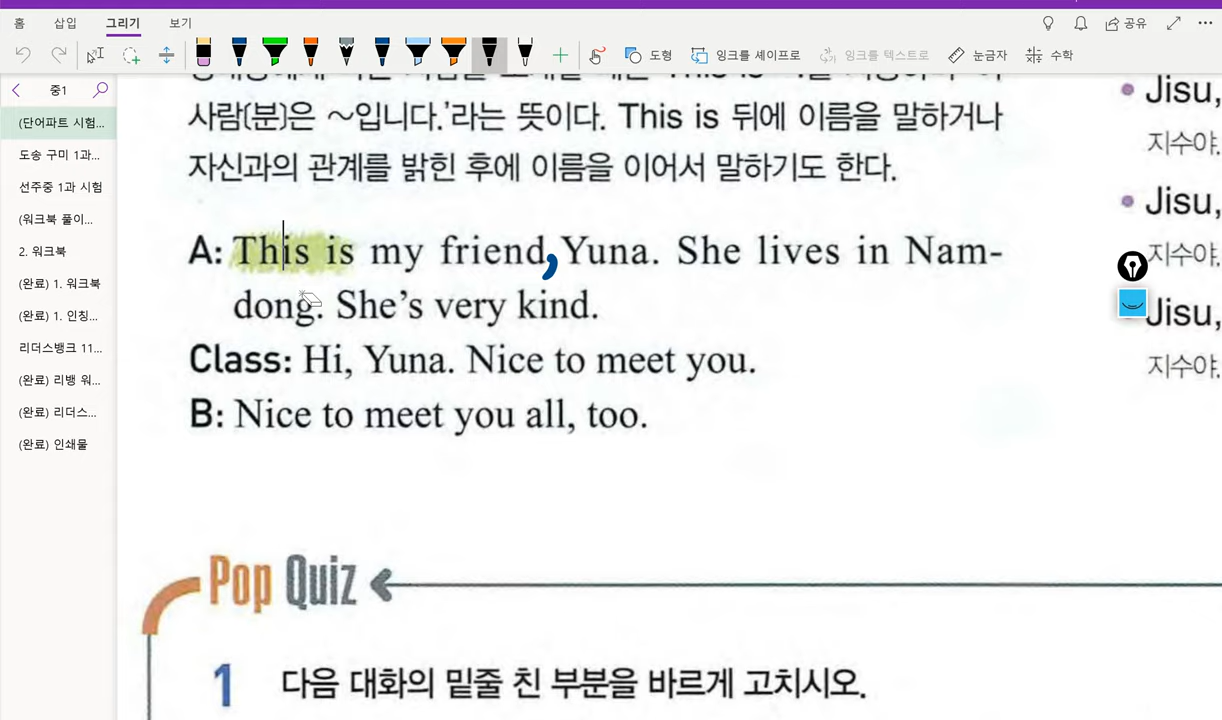 홈 삽입 그리기 보기
공유
도형 잉크를 셰이프로 잉크를 텍스트로 눈금자 수학
중1
(단어파트 시험...
도송 구미 1과...
선주중 1과 시험
(워크북 풀이...
2. 워크북
(완료) 1. 워크북
(완료) 1. 인칭...
리더스뱅크 11...
(완료) 리뱅 워...
(완료) 리더스...
(완료) 인쇄물
사람(분)은 ~입니다.'라는 뜻이다. This is 뒤에 이름을 말하거나
자신과의 관계를 밝힌 후에 이름을 이어서 말하기도 한다.
A: This is my friend, Yuna. She lives in Nam-
dong. She's very kind.
Class: Hi, Yuna. Nice to meet you.
B: Nice to meet you all, too.
Jisu,
지수야,
Jisu,
지수야,
Jisu,
지수야,
Pop Quiz
1 다음 대화의 밑줄 친 부분을 바르게 고치시오.